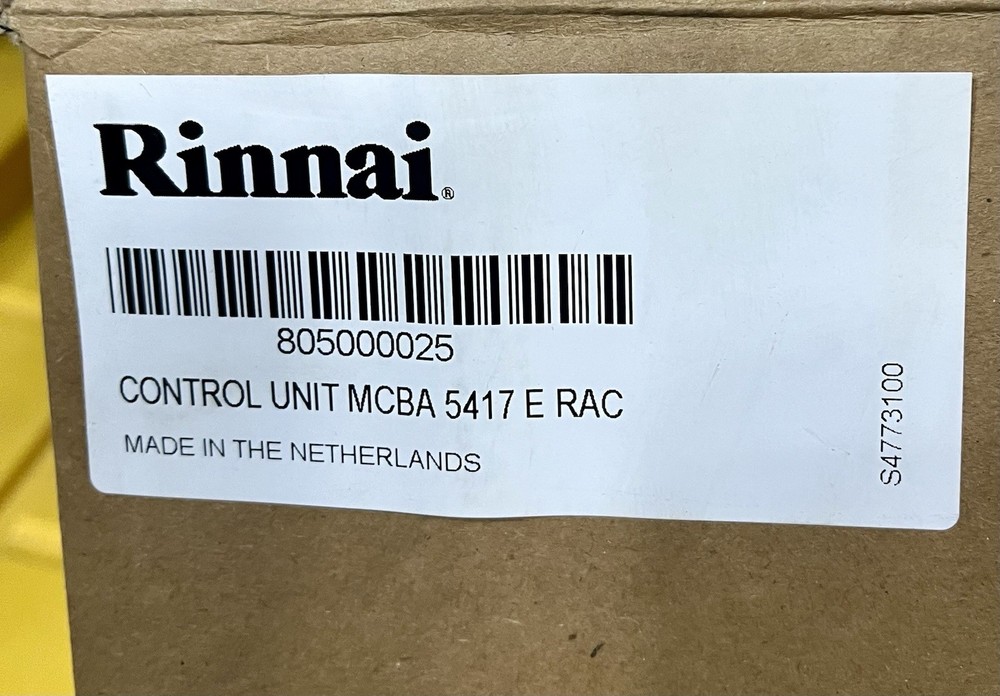 Rinnai®
805000025
CONTROL UNIT MCBA 5417 E RAC
MADE IN THE NETHERLANDS
S4773100